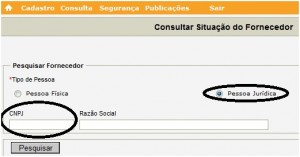 Cadastro Consulta Segurança Publicações Sair
Consultar Situação do Fornecedor
Pesquisar Fornecedor
*Tipo de Pessoa
Pessoa Física Pessoa Jurídica
CNPJ Razão Social
Pesquisar